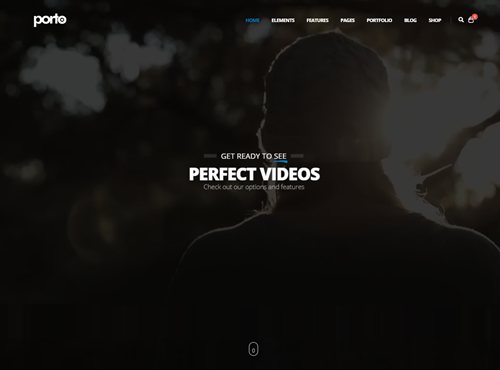 porto
HOME ELEMENTS FEATURES PAGES PORTFOLIO BLOG SHOP
GET READY TO SEE
PERFECT VIDEOS
Check out our options and features